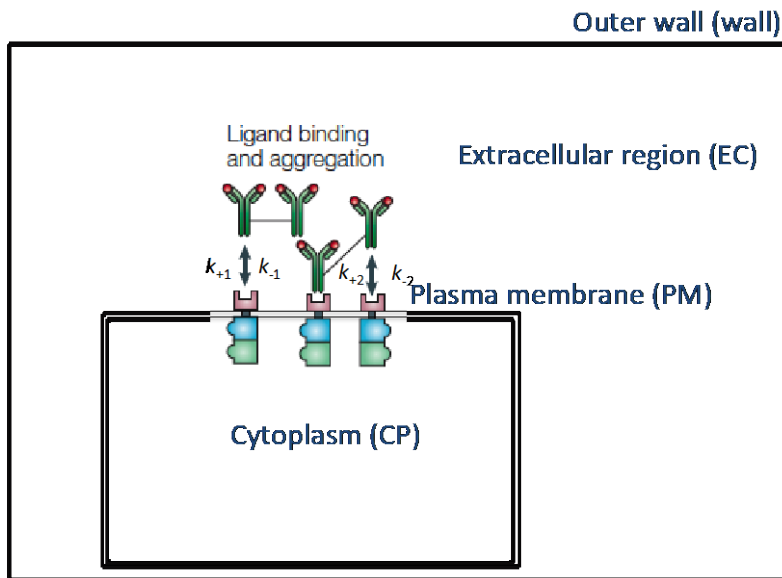 Outer wall (wall)
Ligand binding
and aggregation
Extracellular region (EC)
k+1 k-1
k+2 k-2
Plasma membrane (PM)
Cytoplasm (CP)